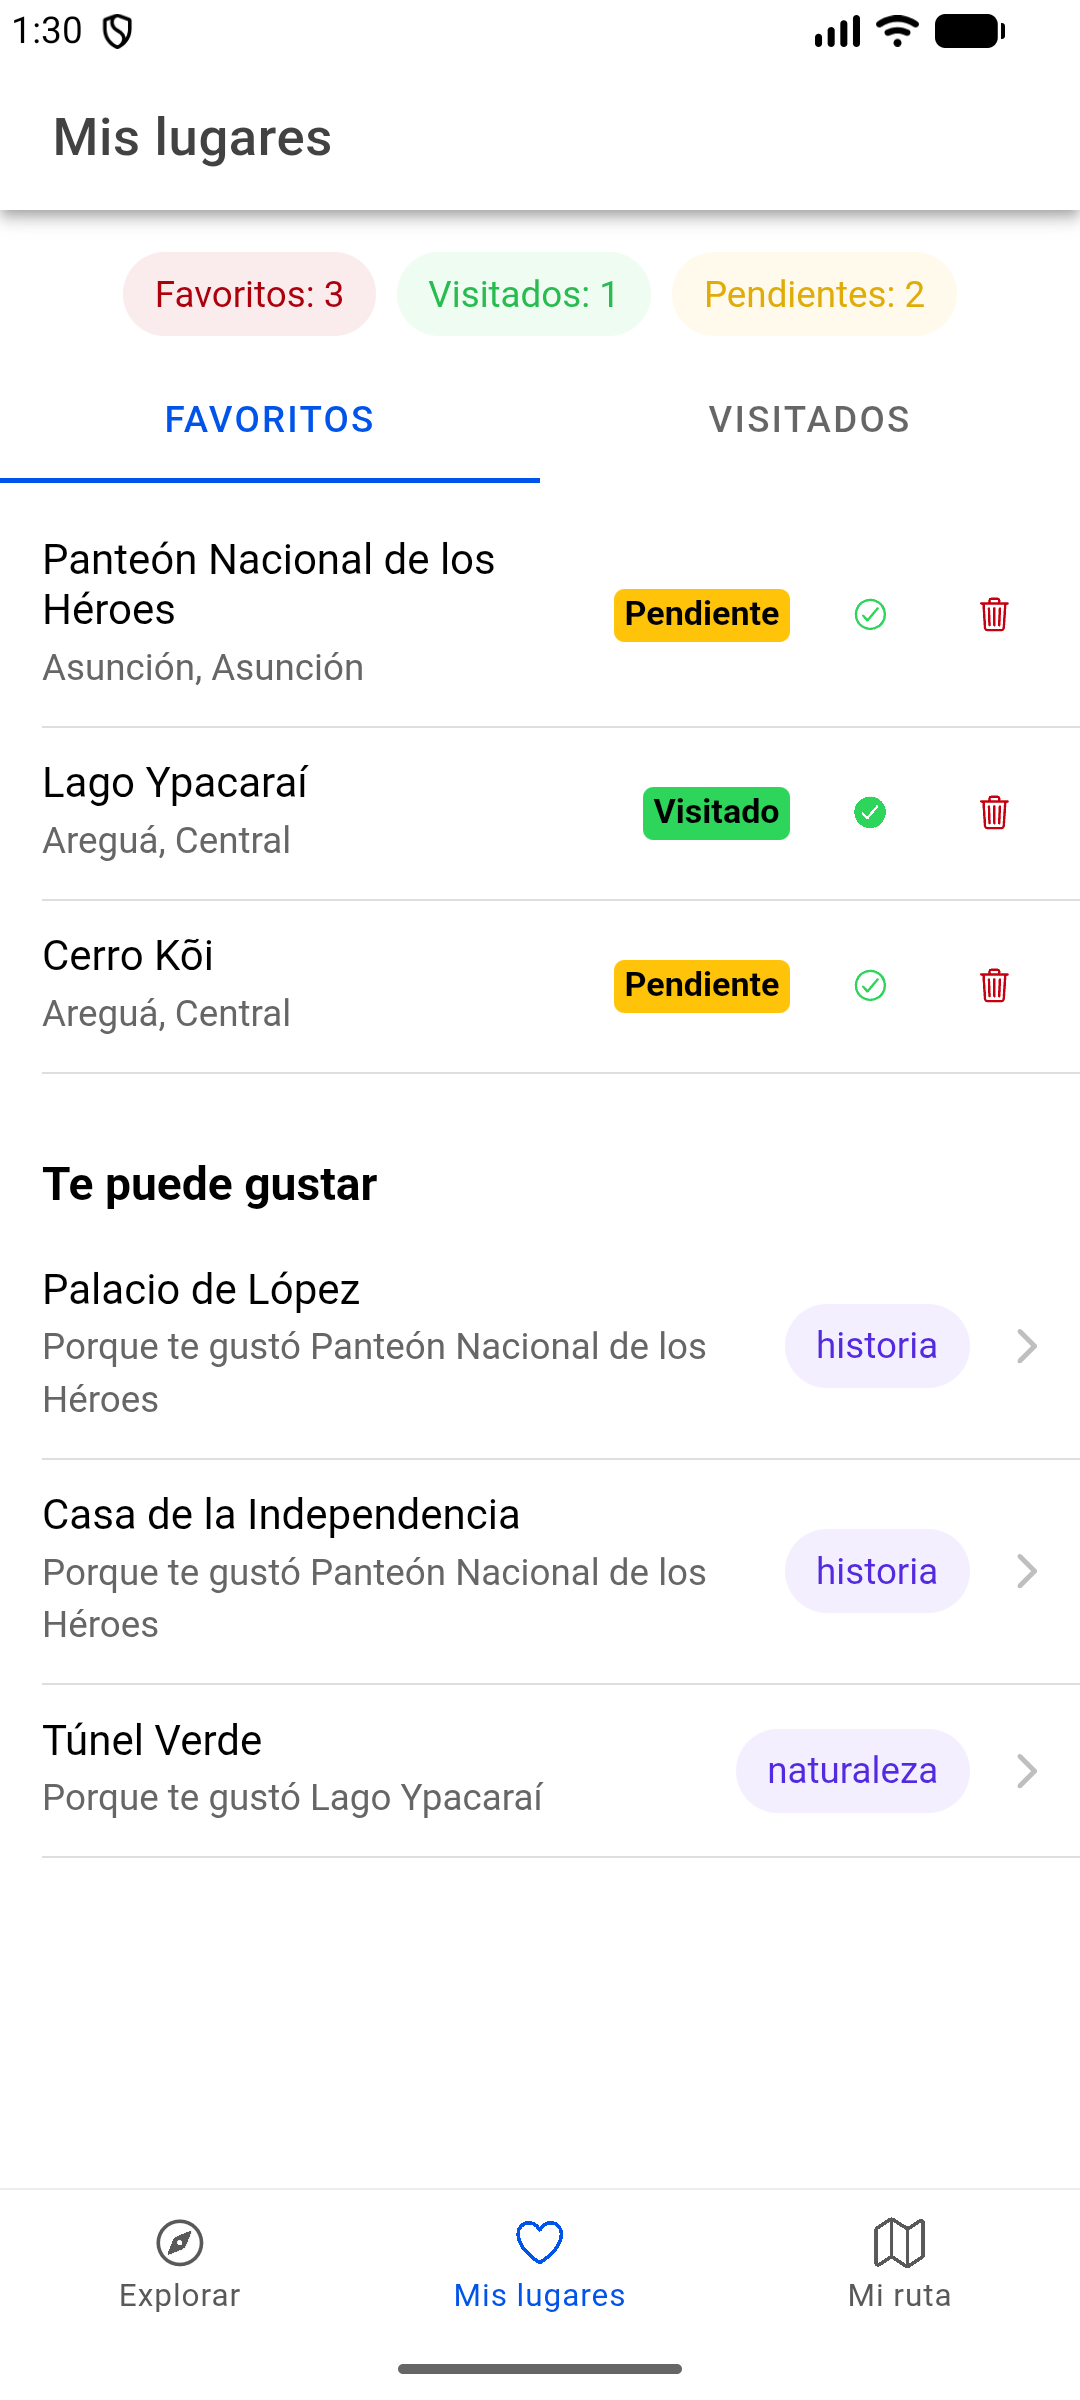 1:30
Mis lugares
Favoritos: 3
Visitados: 1
Pendientes: 2
FAVORITOS
VISITADOS
Panteón Nacional de los
Héroes
Asunción, Asunción
Pendiente
Lago Ypacaraí
Areguá, Central
Visitado
Cerro Kõi
Areguá, Central
Pendiente
Te puede gustar
Palacio de López
Porque te gustó Panteón Nacional de los
Héroes
historia
Casa de la Independencia
Porque te gustó Panteón Nacional de los
Héroes
historia
Túnel Verde
Porque te gustó Lago Ypacaraí
naturaleza
Explorar
Mis lugares
Mi ruta